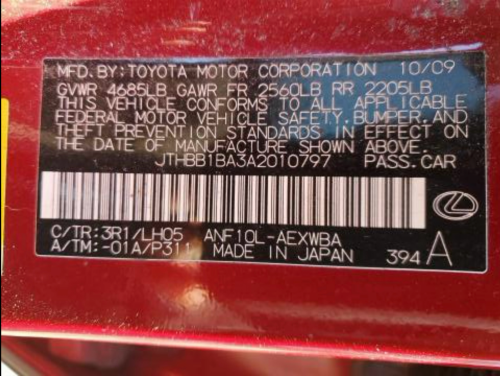 MFD. BY: TOYOTA MOTOR CORPORATION 10/09
GVWR 4685LB GAWR FR 2560LB RR 2205LB
THIS VEHICLE CONFORMS TO ALL APPLICABLE
FEDERAL MOTOR VEHICLE SAFETY, BUMPER, AND
THEFT PREVENTION STANDARDS IN EFFECT ON
THE DATE OF MANUFACTURE SHOWN ABOVE.
JTHBB1BA3A2010797 PASS.CAR
C/TR: 3R1/LH05 ANF10L-AEXWBA
A/TM: -01A/P311 MADE IN JAPAN 394 A